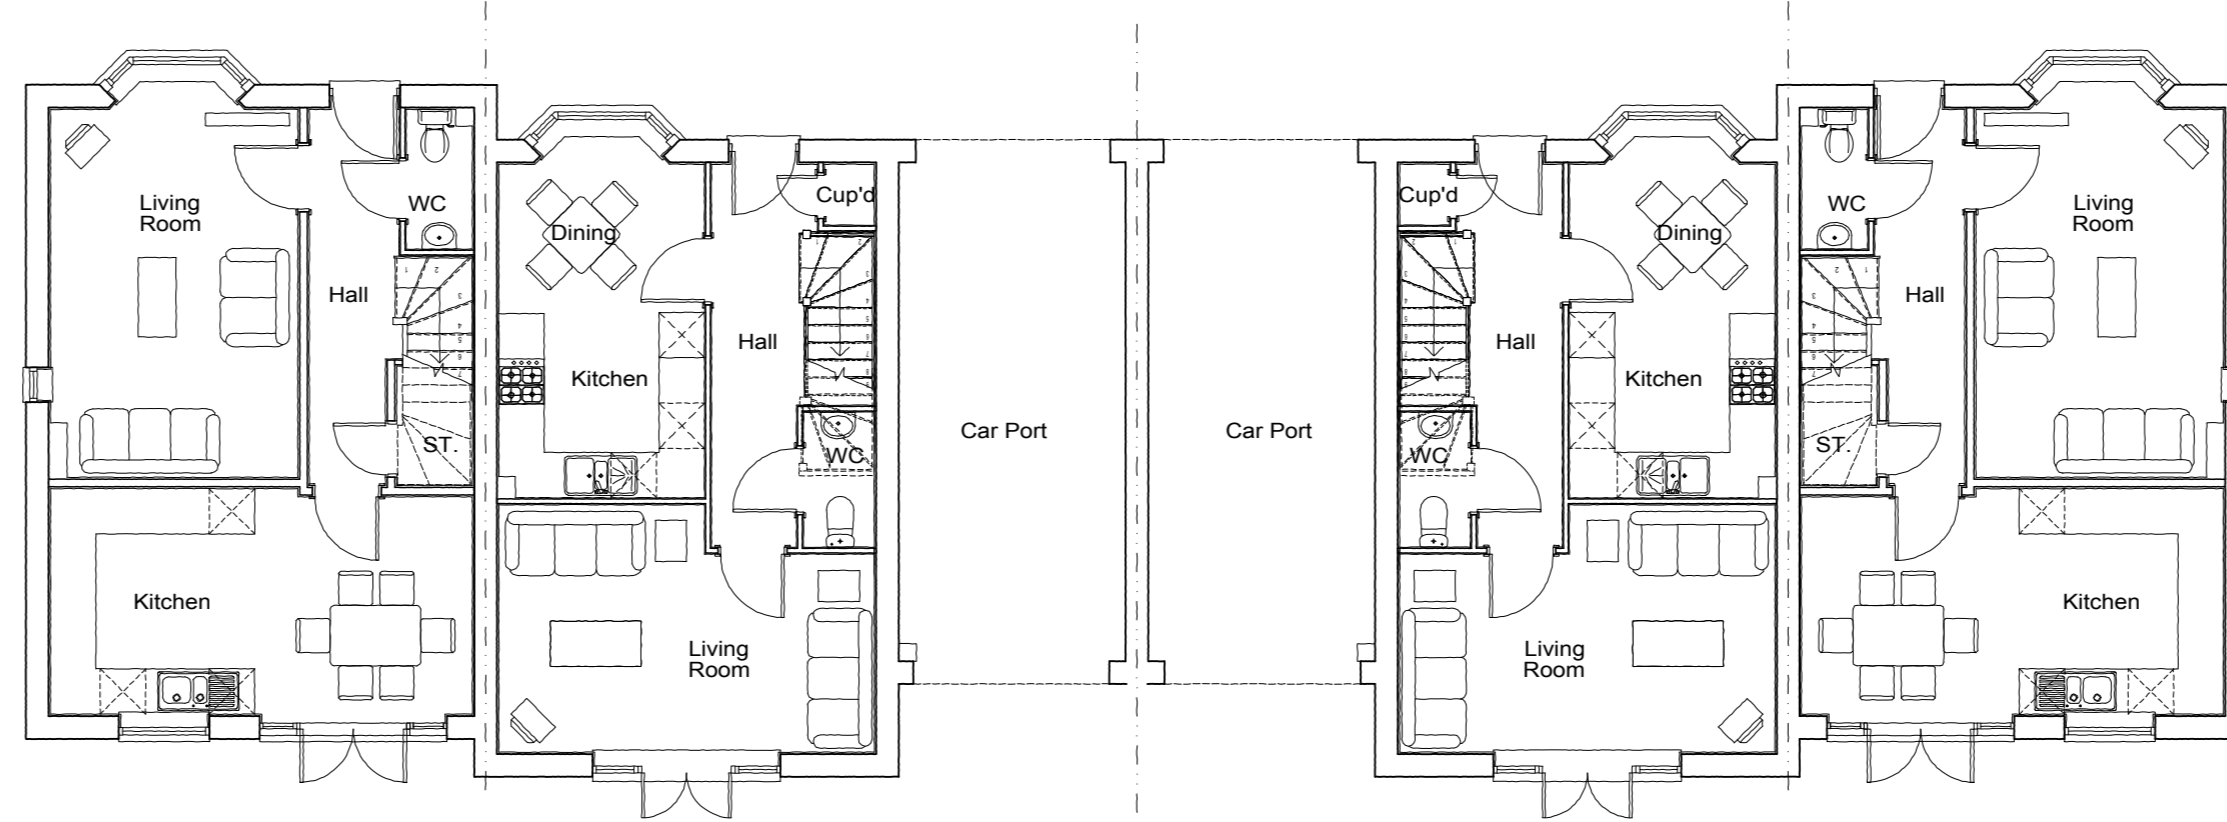 Living
Room
WC
Hall
ST.
Kitchen
Dining
Cup'd
Hall
Kitchen
WC
Living
Room
Car Port
Car Port
Cup'd
Dining
Hall
Kitchen
WC
Living
Room
WC
Living
Room
Hall
ST.
Kitchen